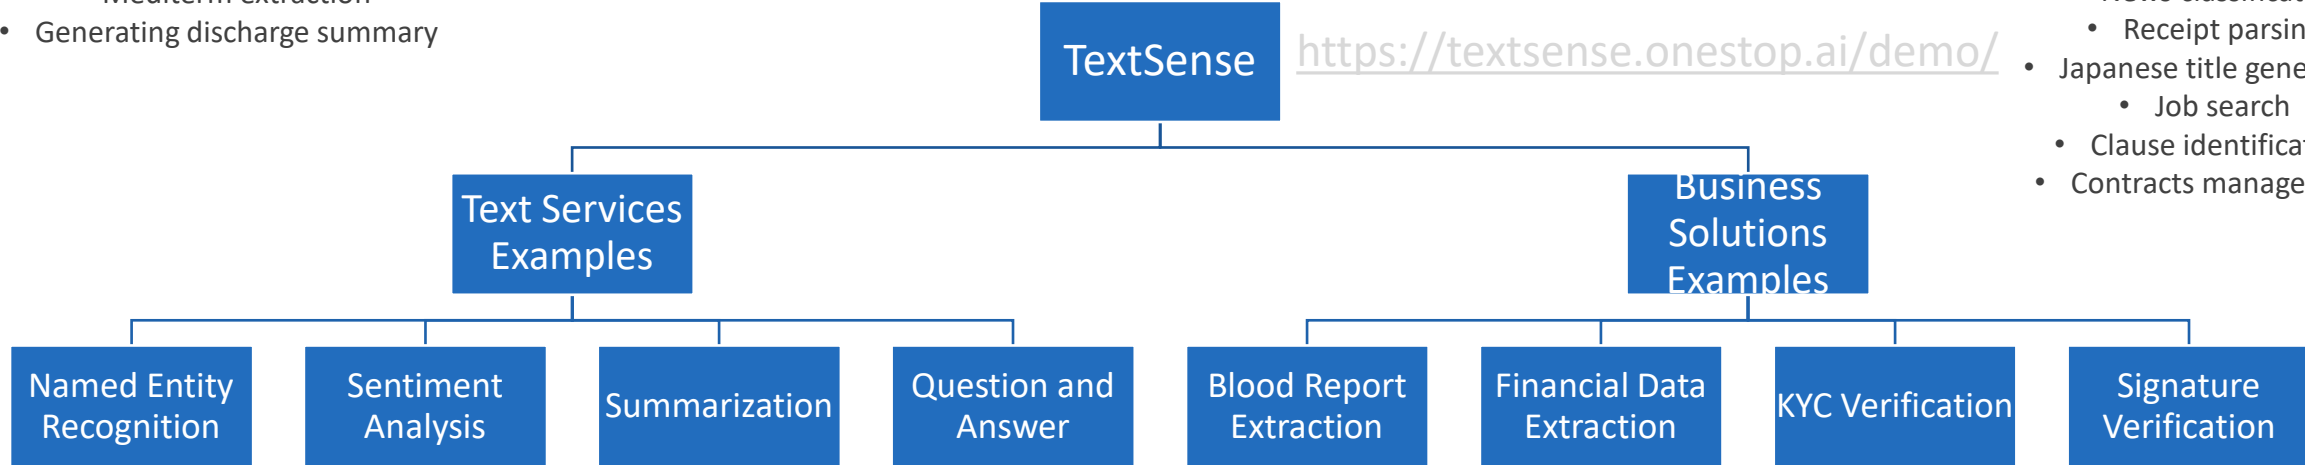 Mediterm extraction
• Generating discharge summary
TextSense
https://textsense.onestop.ai/demo/
• Receipt parsin
• Japanese title gene
• Job search
• Clause identifica
• Contracts manage
Text Services
Examples
Business
Solutions
Examples
Named Entity
Recognition
Sentiment
Analysis
Summarization
Question and
Answer
Blood Report
Extraction
Financial Data
Extraction
KYC Verification
Signature
Verification